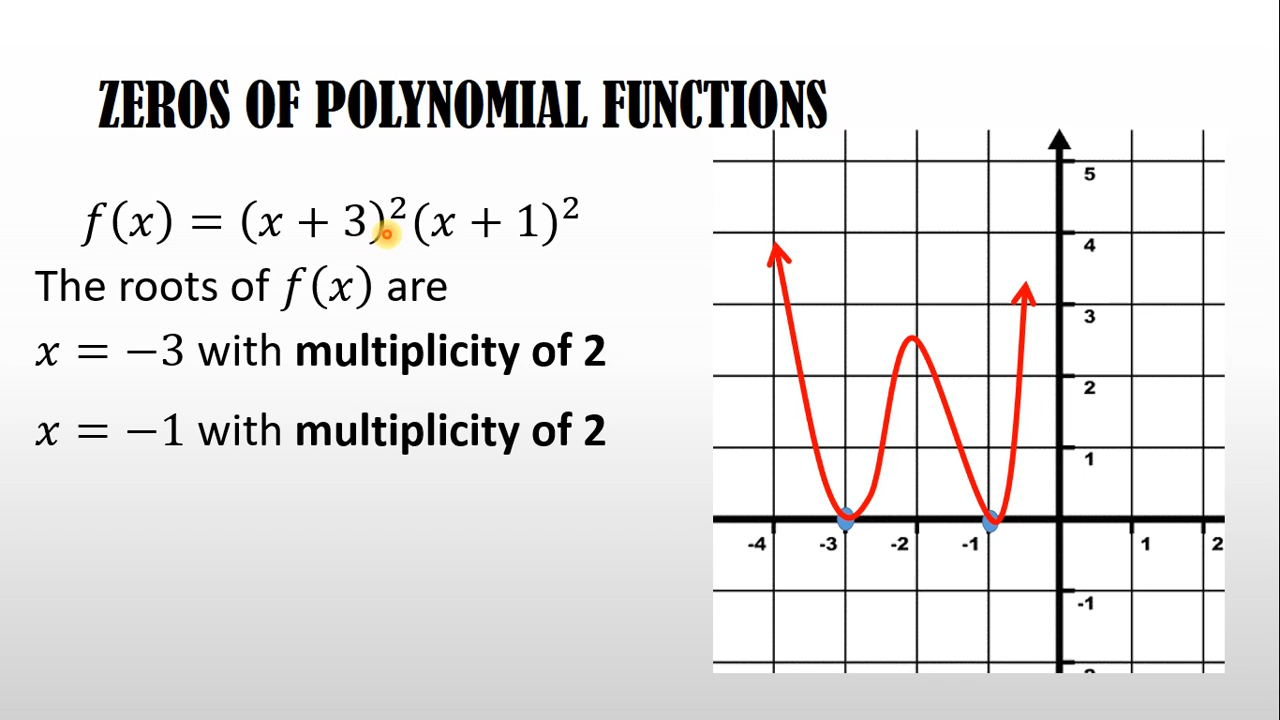 ZEROS OF POLYNOMIAL FUNCTIONS
f(x) = (x + 3)²(x + 1)²
The roots of f(x) are
x = −3 with multiplicity of 2
x = −1 with multiplicity of 2
5
4
3
2
1
-4 -3 -2 -1 1 2
-1